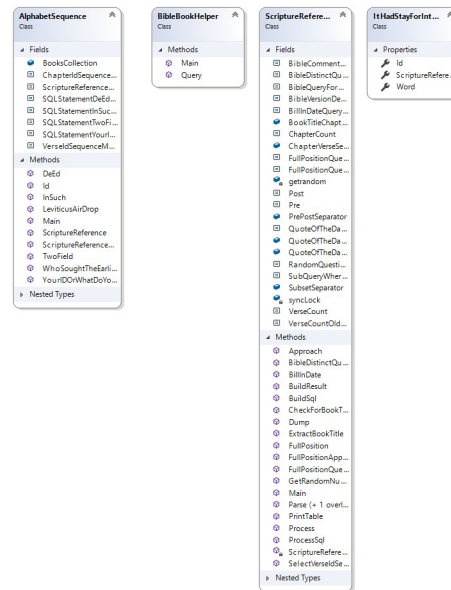 AlphabetSequence
Class
Fields
BooksCollection
ChapterIdSequence...
ScriptureReference...
SQLStatementDeEd...
SQLStatementInSuc...
SQLStatementTwoFi...
SQLStatementYourI...
VerseIdSequenceM...
Methods
DeEd
Id
InSuch
LeviticusAirDrop
Main
ScriptureReference
ScriptureReference...
TwoField
WhoSoughtTheEarli...
YourIDOrWhatDoYo...
Nested Types
BibleBookHelper
Class
Methods
Main
Query
ScriptureRefere...
Class
Fields
BibleComment...
BibleDistinctQu...
BibleQueryFor...
BibleVersionDe...
BillInDateQuery...
BookTitleChapt...
ChapterCount
ChapterVerseSe...
FullPositionQue...
FullPositionQue...
getrandom
Post
Pre
PrePostSeparator
QuoteOfTheDa...
QuoteOfTheDa...
QuoteOfTheDa...
RandomQuesti...
SubQueryWher...
SubsetSeparator
syncLock
VerseCount
VerseCountOld...
Methods
Approach
BibleDistinctQu...
BillInDate
BuildResult
BuildSql
CheckForBookT...
Dump
ExtractBookTitle
FullPosition
FullPositionApp...
FullPositionQue...
GetRandomNu...
Main
Parse (+ 1 overl...
PrintTable
Process
ProcessSql
ScriptureRefere...
SelectVerseIdSe...
Nested Types
ItHadStayForInt...
Class
Properties
Id
ScriptureRefere...
Word